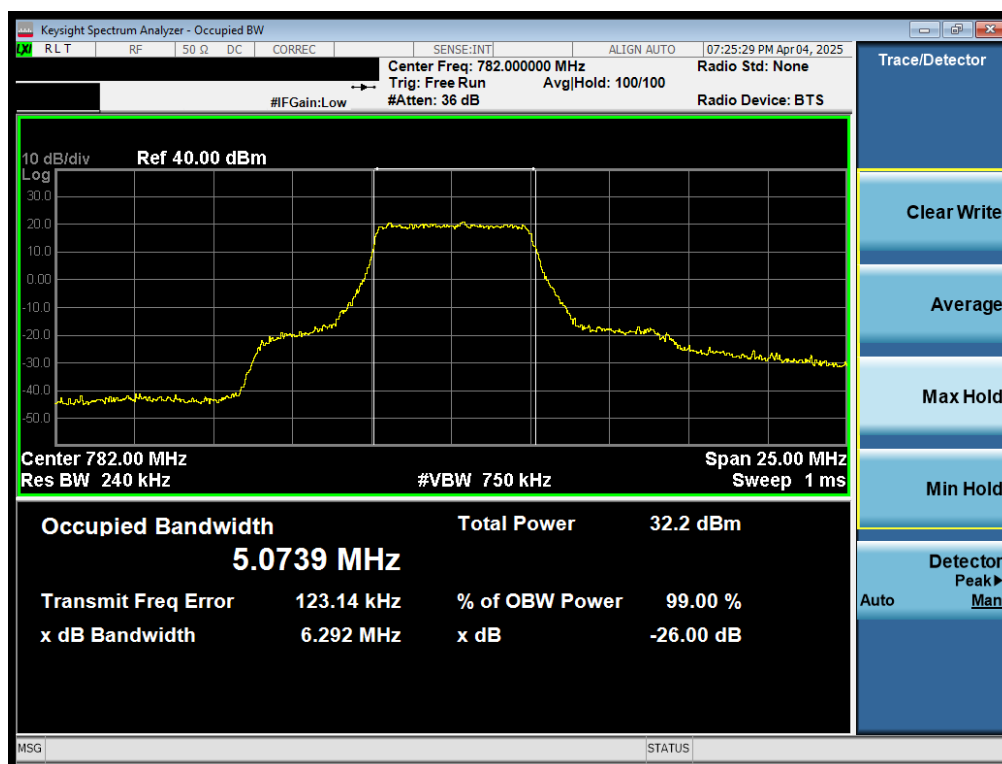 Keysight Spectrum Analyzer - Occupied BW
LXI RLT RF 50 Ω DC CORREC SENSE:INT ALIGN AUTO 07:25:29 PM Apr 04, 2025
Center Freq: 782.000000 MHz Radio Std: None
Trig: Free Run Avg|Hold: 100/100
#IFGain:Low #Atten: 36 dB Radio Device: BTS
10 dB/div Ref 40.00 dBm
Log
30.0
20.0
10.0
0.00
-10.0
-20.0
-30.0
-40.0
-50.0
Center 782.00 MHz Span 25.00 MHz
Res BW 240 kHz #VBW 750 kHz Sweep 1 ms
Occupied Bandwidth Total Power 32.2 dBm
5.0739 MHz
Transmit Freq Error 123.14 kHz % of OBW Power 99.00 %
x dB Bandwidth 6.292 MHz x dB -26.00 dB
MSG STATUS
Trace/Detector
Clear Write
Average
Max Hold
Min Hold
Detector
Peak▶
Auto Man